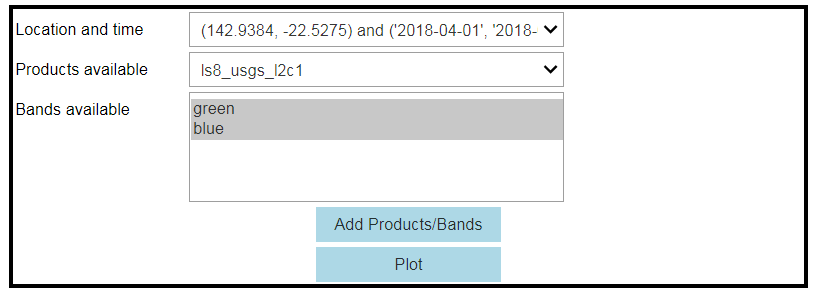 Location and time (142.9384, -22.5275) and ('2018-04-01', '2018-
Products available ls8_usgs_l2c1
Bands available green
blue
Add Products/Bands
Plot